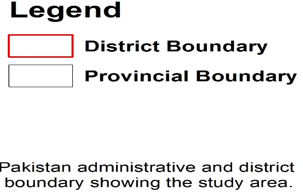 Legend
District Boundary
Provincial Boundary
Pakistan administrative and district
boundary showing the study area.